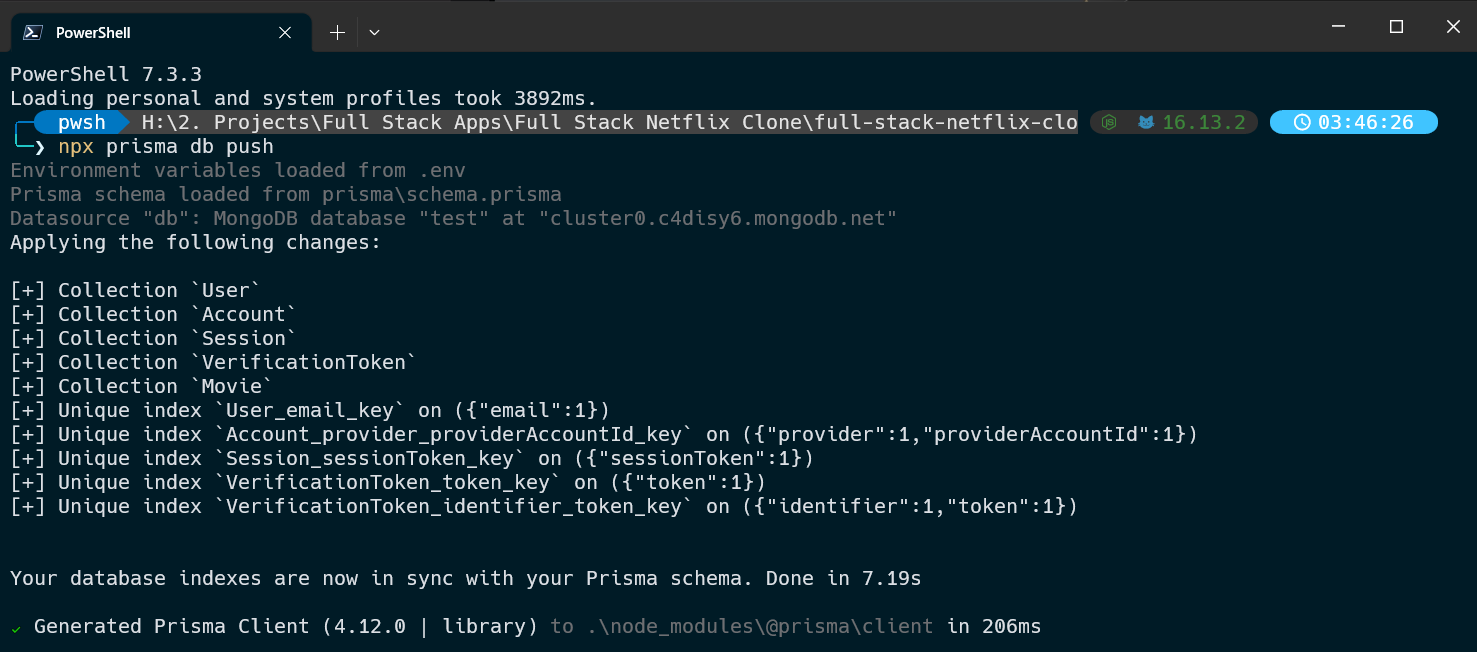 PowerShell
PowerShell 7.3.3
Loading personal and system profiles took 3892ms.
pwsh H:\2. Projects\Full Stack Apps\Full Stack Netflix Clone\full-stack-netflix-clo 16.13.2 03:46:26
❯ npx prisma db push
Environment variables loaded from .env
Prisma schema loaded from prisma\schema.prisma
Datasource "db": MongoDB database "test" at "cluster0.c4disy6.mongodb.net"
Applying the following changes:
[+] Collection `User`
[+] Collection `Account`
[+] Collection `Session`
[+] Collection `VerificationToken`
[+] Collection `Movie`
[+] Unique index `User_email_key` on ({"email":1})
[+] Unique index `Account_provider_providerAccountId_key` on ({"provider":1,"providerAccountId":1})
[+] Unique index `Session_sessionToken_key` on ({"sessionToken":1})
[+] Unique index `VerificationToken_token_key` on ({"token":1})
[+] Unique index `VerificationToken_identifier_token_key` on ({"identifier":1,"token":1})
Your database indexes are now in sync with your Prisma schema. Done in 7.19s
✓ Generated Prisma Client (4.12.0 | library) to .\node_modules\@prisma\client in 206ms